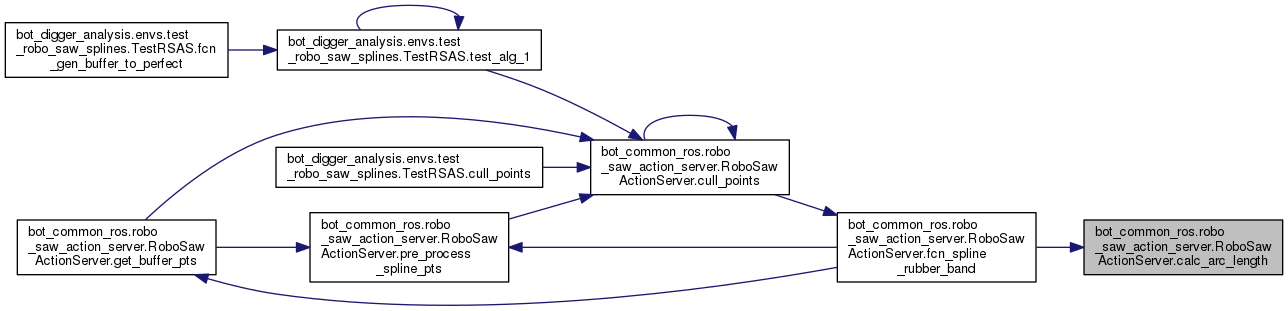 bot_digger_analysis.envs.test
_robo_saw_splines.TestRSAS.fcn
_gen_buffer_to_perfect
bot_digger_analysis.envs.test
_robo_saw_splines.TestRSAS.test_alg_1
bot_common_ros.robo
_saw_action_server.RoboSaw
ActionServer.cull_points
bot_digger_analysis.envs.test
_robo_saw_splines.TestRSAS.cull_points
bot_common_ros.robo
_saw_action_server.RoboSaw
ActionServer.get_buffer_pts
bot_common_ros.robo
_saw_action_server.RoboSaw
ActionServer.pre_process
_spline_pts
bot_common_ros.robo
_saw_action_server.RoboSaw
ActionServer.fcn_spline
_rubber_band
bot_common_ros.robo
_saw_action_server.RoboSaw
ActionServer.calc_arc_length